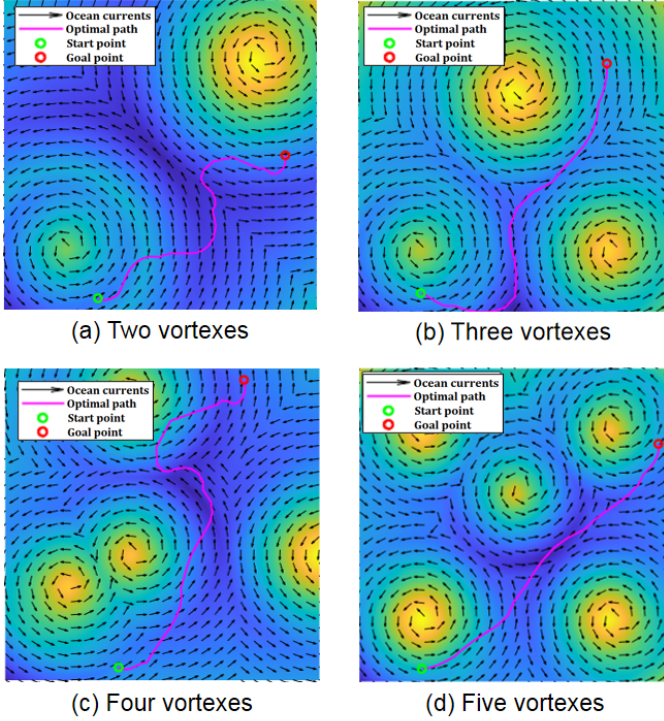 Ocean currents
Optimal path
Start point
Goal point
(a) Two vortexes
Ocean currents
Optimal path
Start point
Goal point
(b) Three vortexes
Ocean currents
Optimal path
Start point
Goal point
(c) Four vortexes
Ocean currents
Optimal path
Start point
Goal point
(d) Five vortexes